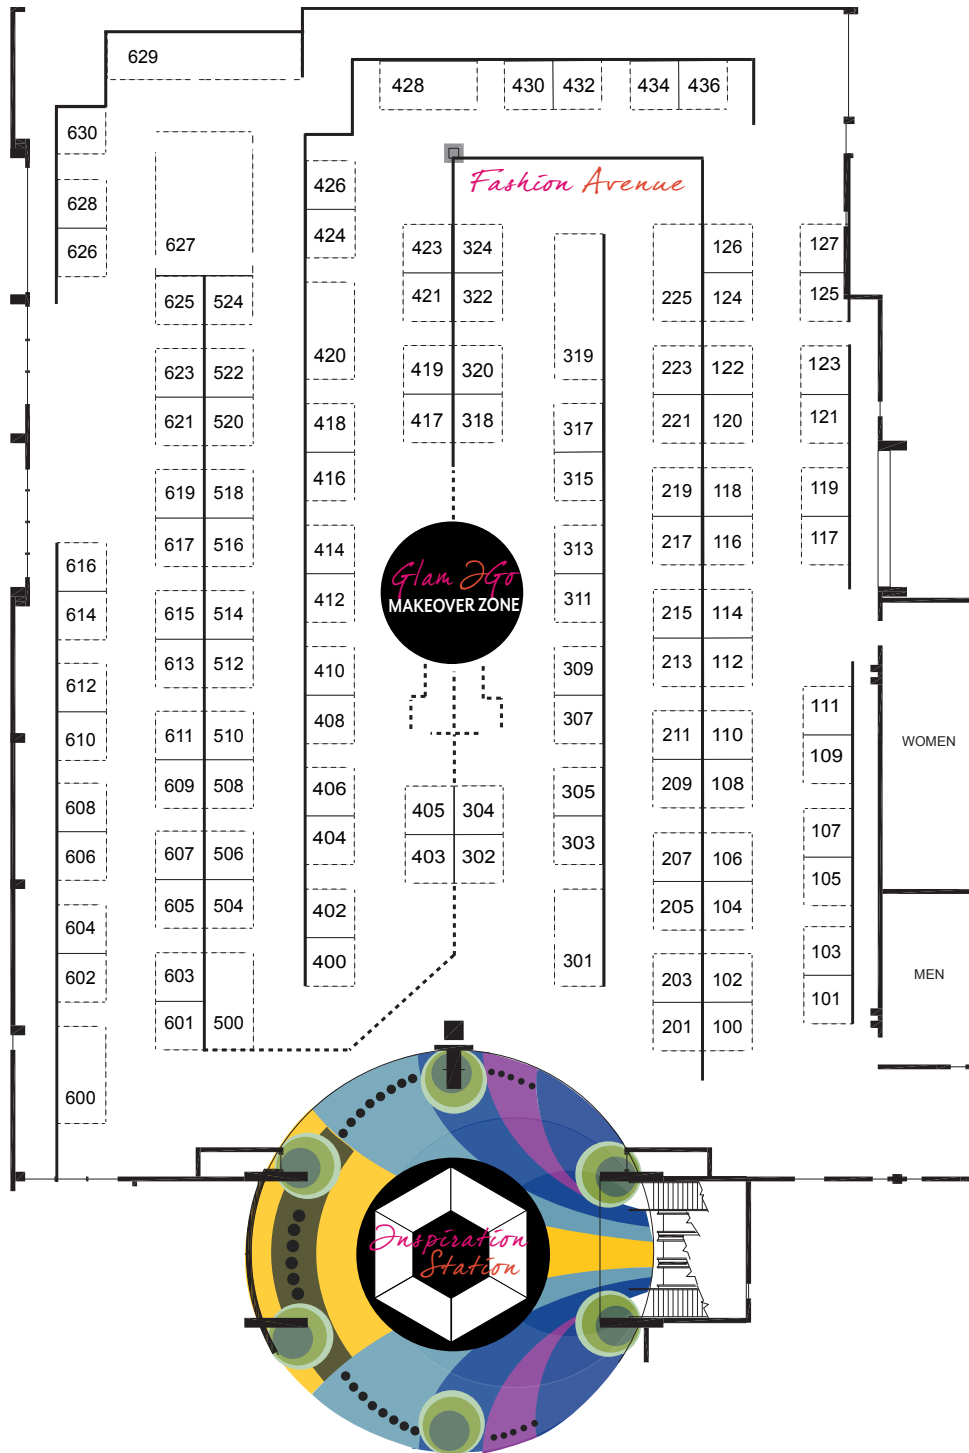 629
428 430 432 434 436
630
Fashion Avenue
426
628
424
127
423 324 126
627
626
421 322 225 124 125
625 524
420 319
419 320 223 122 123
623 522
418 417 318 317 221 120 121
621 520
416 315
619 518 219 118 119
617 516 217 116 117
414 313
616
Glam 2Go
MAKEOVER ZONE
412 311
615 514 215 114
614
613 512 213 112
410 309
612
111
408 307
610 611 510 211 110
WOMEN
109
609 508 209 108
406 305
608
405 304
107
404 303
607 506 403 302 207 106
606
105
605 504 402 205 104
604
103
400 301
603 203 102
602
MEN
101
601 500 201 100
600
Inspiration
Station